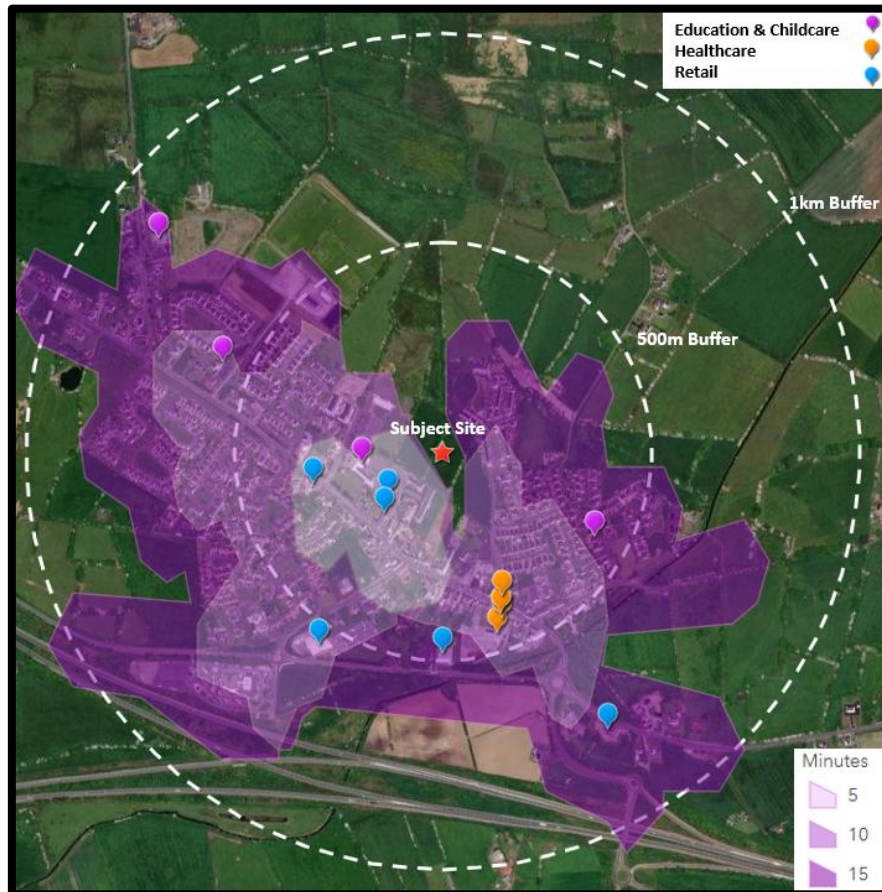 Education & Childcare
Healthcare
Retail
1km Buffer
500m Buffer
Subject Site
Minutes
5
10
15